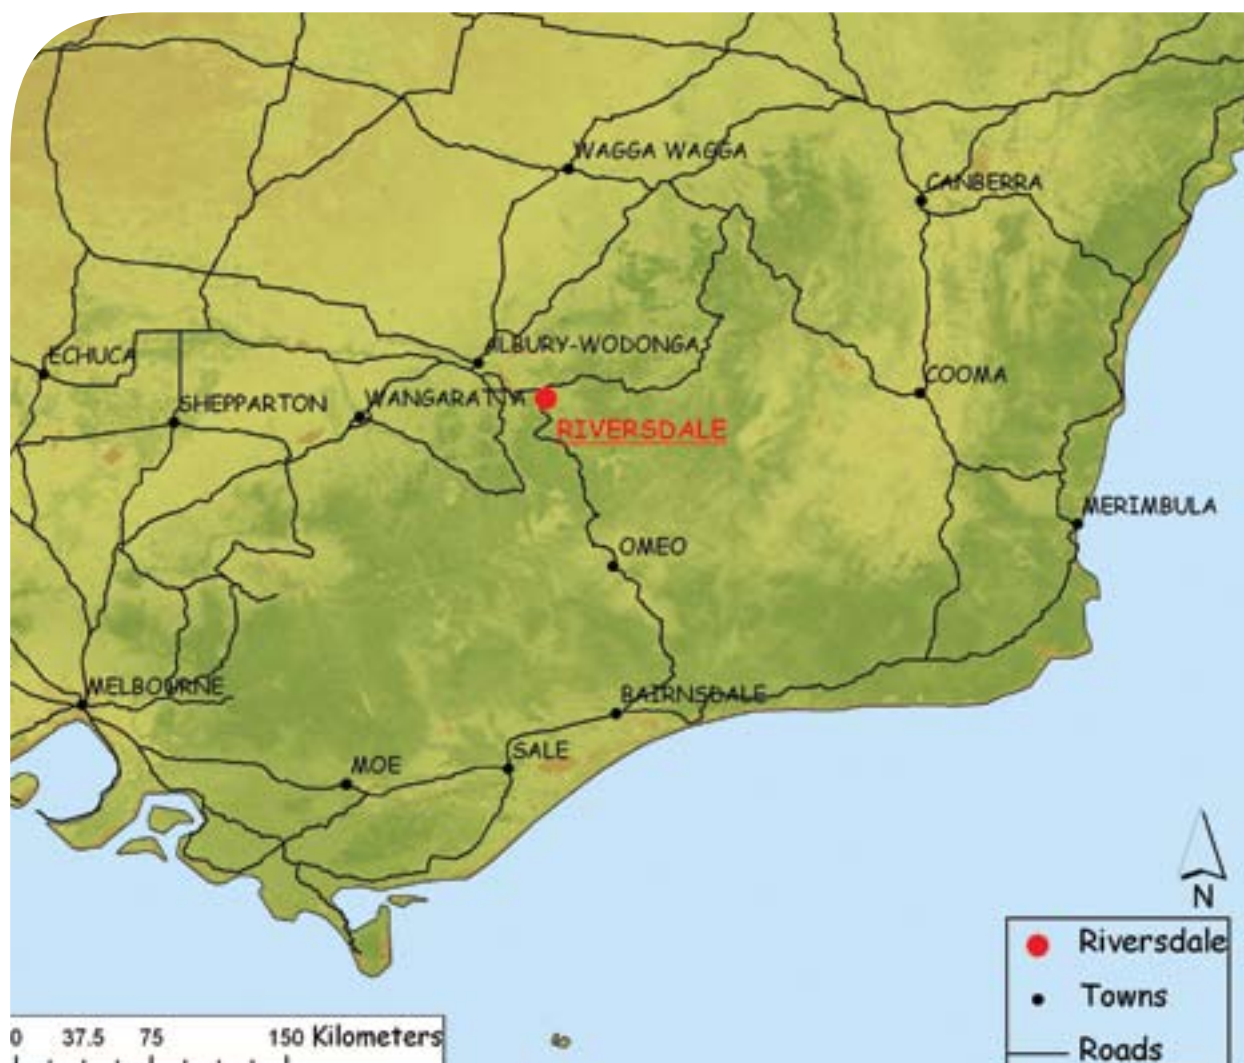 WAGGA WAGGA
CANBERRA
ALBURY-WODONGA
ECHUCA
COOMA
WANGARATTA
SHEPPARTON
RIVERSDALE
MERIMBULA
OMEO
MELBOURNE
BAIRNSDALE
SALE
MOE
N
Riversdale
Towns
Roads
0 37.5 75 150 Kilometers